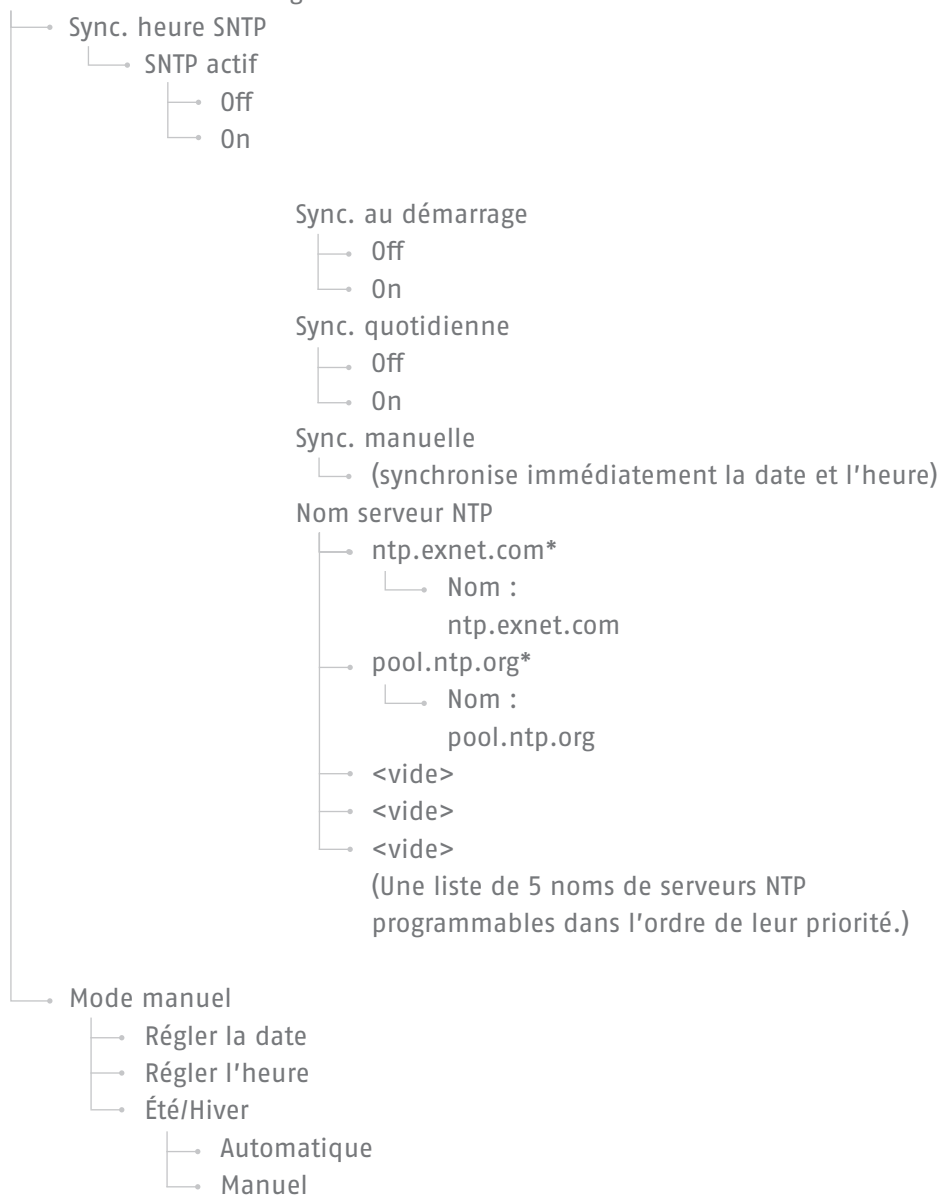 Sync. heure SNTP
SNTP actif
Off
On
Sync. au démarrage
Off
On
Sync. quotidienne
Off
On
Sync. manuelle
(synchronise immédiatement la date et l'heure)
Nom serveur NTP
ntp.exnet.com*
Nom :
ntp.exnet.com
pool.ntp.org*
Nom :
pool.ntp.org
<vide>
<vide>
<vide>
(Une liste de 5 noms de serveurs NTP
programmables dans l'ordre de leur priorité.)
Mode manuel
Régler la date
Régler l'heure
Été/Hiver
Automatique
Manuel